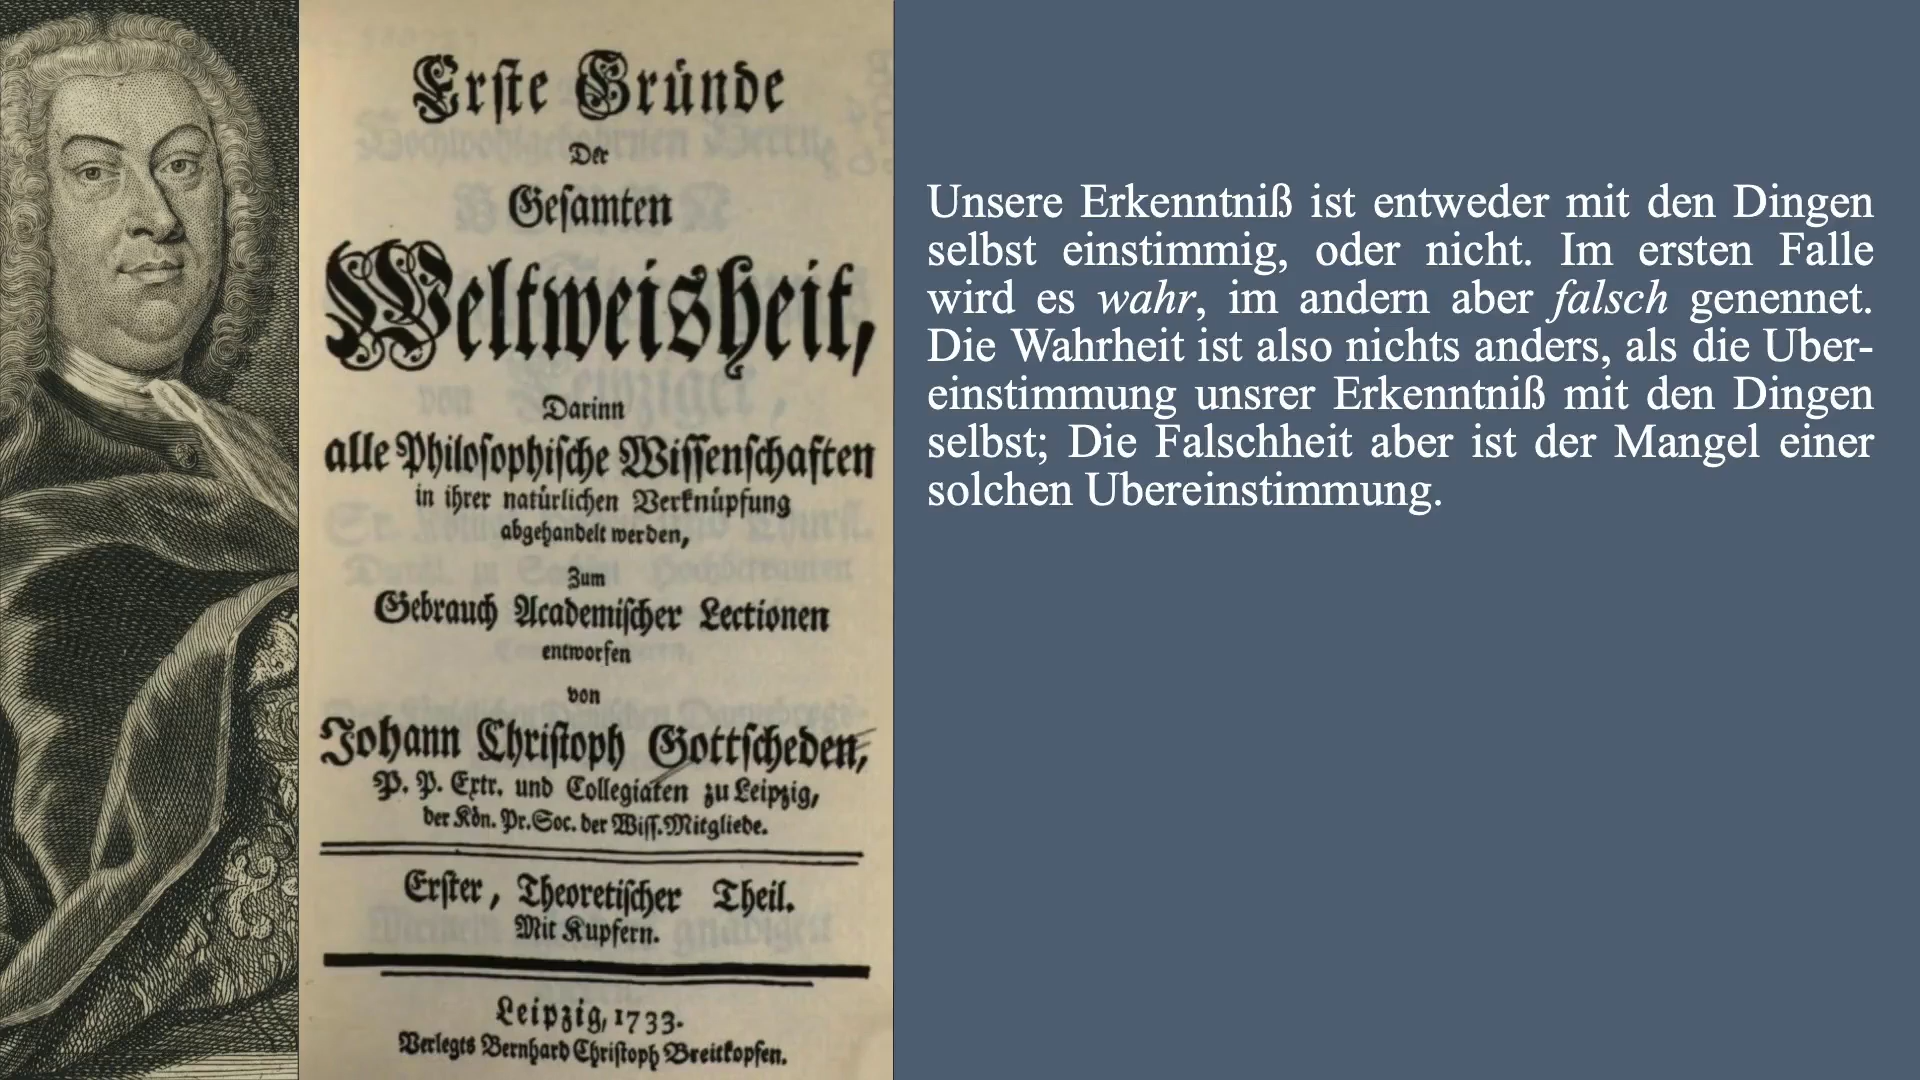 Erste Gründe
Der
Gesamten
Weltweisheit,
Darinn
alle Philosophische Wissenschaften
in ihrer natürlichen Verknüpfung
abgehandelt werden,
Zum
Gebrauch Academischer Lectionen
entworfen
von
Johann Christoph Gottscheden,
P. P. Extr. und Collegiaten zu Leipzig,
der Kön. Pr. Soc. der Wiss. Mitgliede.
Erster, Theoretischer Theil.
Mit Kupfern.
Leipzig, 1733.
Verlegts Bernhard Christoph Breitkopfen.
Unsere Erkenntniß ist entweder mit den Dingen
selbst einstimmig, oder nicht. Im ersten Falle
wird es wahr, im andern aber falsch genennet.
Die Wahrheit ist also nichts anders, als die Uber-
einstimmung unsrer Erkenntniß mit den Dingen
selbst; Die Falschheit aber ist der Mangel einer
solchen Ubereinstimmung.